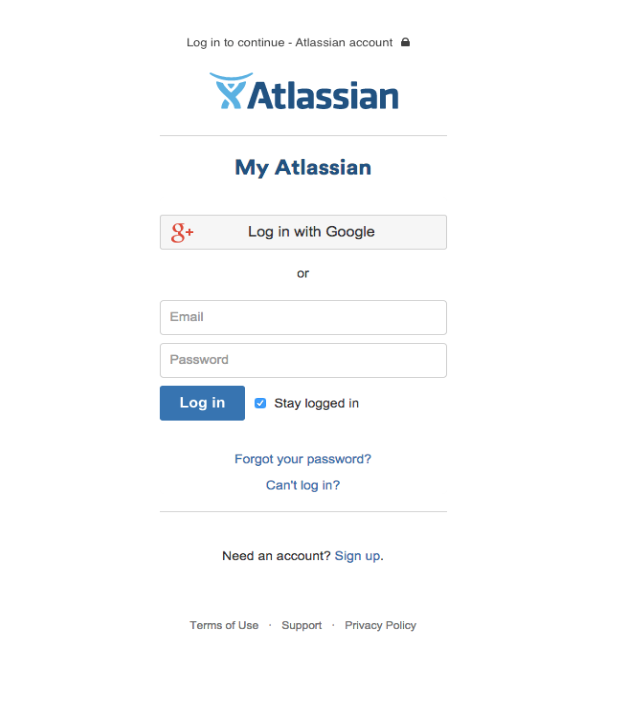 Log in to continue - Atlassian account
Atlassian
My Atlassian
g+ Log in with Google
or
Email
Password
Log in Stay logged in
Forgot your password?
Can't log in?
Need an account? Sign up.
Terms of Use · Support · Privacy Policy